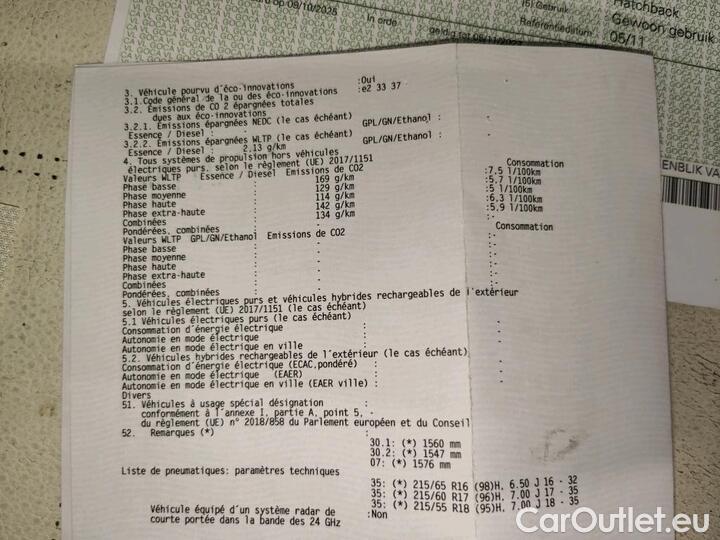 Hatchback
(5) Gebruik
Gewoon gebruik
Referentiedatum 05/11
In orde
op 09/10/2025
3. Véhicule pourvu d'éco-innovations :Oui
3.1.Code général de la ou des éco-innovations :e2 33 37
3.2. Émissions de CO 2 épargnées totales
dues aux éco-innovations
3.2.1. Émissions épargnées NEDC (le cas échéant)
Essence / Diesel : - GPL/GN/Ethanol : -
3.2.2. Émissions épargnées WLTP (le cas échéant)
Essence / Diesel : 2,13 g/km GPL/GN/Ethanol : -
4. Tous systèmes de propulsion hors véhicules
électriques purs, selon le règlement (UE) 2017/1151
Valeurs WLTP Essence / Diesel Emissions de CO2 Consommation
Phase basse : 169 g/km :7.5 l/100km
Phase moyenne : 129 g/km :5.7 l/100km
Phase haute : 114 g/km :5 l/100km
Phase extra-haute : 142 g/km :6.3 l/100km
Combinées : 134 g/km :5.9 l/100km
Pondérées, combinées : - :-
Valeurs WLTP GPL/GN/Ethanol Emissions de CO2 Consommation
Phase basse : - :-
Phase moyenne : - :-
Phase haute : - :-
Phase extra-haute : - :-
Combinées : - :-
Pondérées, combinées : - :-
5. Véhicules électriques purs et véhicules hybrides rechargeables de l'extérieur
selon le règlement (UE) 2017/1151 (le cas échéant)
5.1 Véhicules électriques purs (le cas échéant)
Consommation d'énergie électrique : -
Autonomie en mode électrique : -
Autonomie en mode électrique en ville : -
5.2. Véhicules hybrides rechargeables de l'extérieur (le cas échéant)
Consommation d'énergie électrique (ECAC,pondéré) : -
Autonomie en mode électrique (EAER) : -
Autonomie en mode électrique en ville (EAER ville) : -
Divers
51. Véhicules à usage spécial désignation :
conformément à l'annexe I, partie A, point 5, -
du règlement (UE) n° 2018/858 du Parlement européen et du Conseil
52. Remarques (*) :
30.1: (*) 1560 mm
30.2: (*) 1547 mm
07: (*) 1576 mm
Liste de pneumatiques: paramètres techniques
35: (*) 215/65 R16 (98)H. 6.50 J 16 - 32
35: (*) 215/60 R17 (96)H. 7.00 J 17 - 35
35: (*) 215/55 R18 (95)H. 7.00 J 18 - 35
Véhicule équipé d'un système radar de :Non
courte portée dans la bande des 24 GHz
ENBLIK VA
CarOutlet.eu